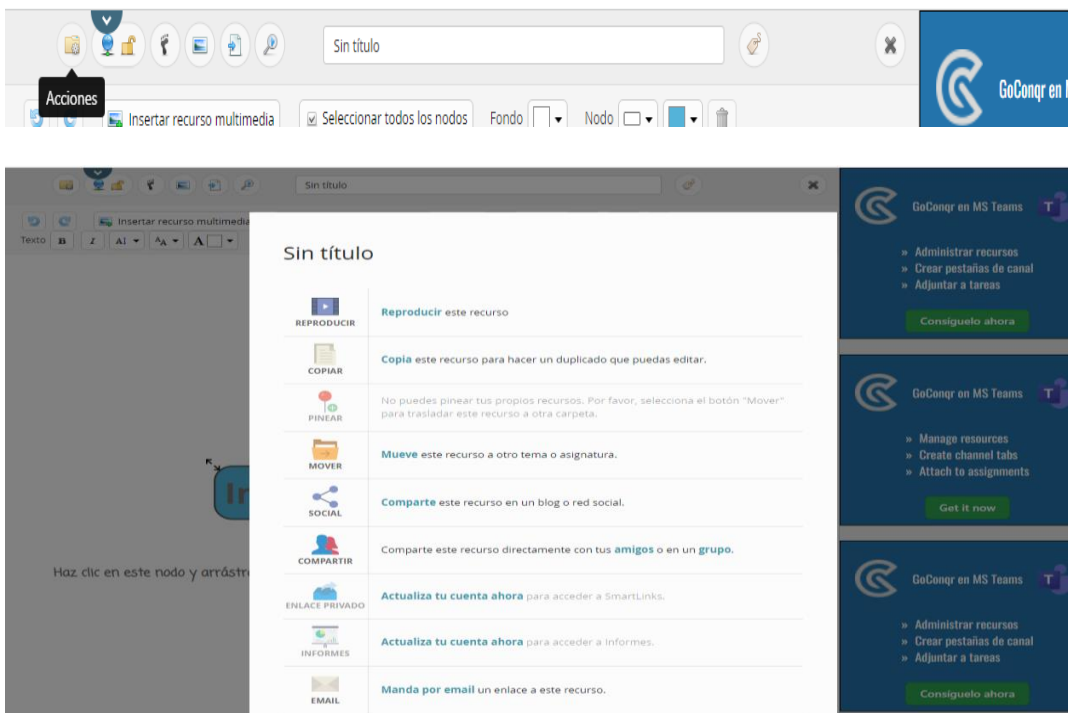 Sin título
GoConqr en
Acciones
Insertar recurso multimedia
Seleccionar todos los nodos
Fondo
Nodo
Sin título
Insertar recurso multimedia
Texto B I AI AA A
Sin título
REPRODUCIR
Reproducir este recurso
COPIAR
Copia este recurso para hacer un duplicado que puedas editar.
PINEAR
No puedes pinear tus propios recursos. Por favor, selecciona el botón "Mover"
para trasladar este recurso a otra carpeta.
MOVER
Mueve este recurso a otro tema o asignatura.
SOCIAL
Comparte este recurso en un blog o red social.
COMPARTIR
Comparte este recurso directamente con tus amigos o en un grupo.
ENLACE PRIVADO
Actualiza tu cuenta ahora para acceder a SmartLinks.
INFORMES
Actualiza tu cuenta ahora para acceder a Informes.
EMAIL
Manda por email un enlace a este recurso.
Haz clic en este nodo y
GoConqr en MS Teams
T
» Administrar recursos
» Crear pestañas de canal
» Adjuntar a tareas
Consíguelo ahora
GoConqr on MS Teams
T
» Manage resources
» Create channel tabs
» Attach to assignments
Get it now
GoConqr en MS Teams
T
» Administrar recursos
» Crear pestañas de canal
» Adjuntar a tareas
Consíguelo ahora